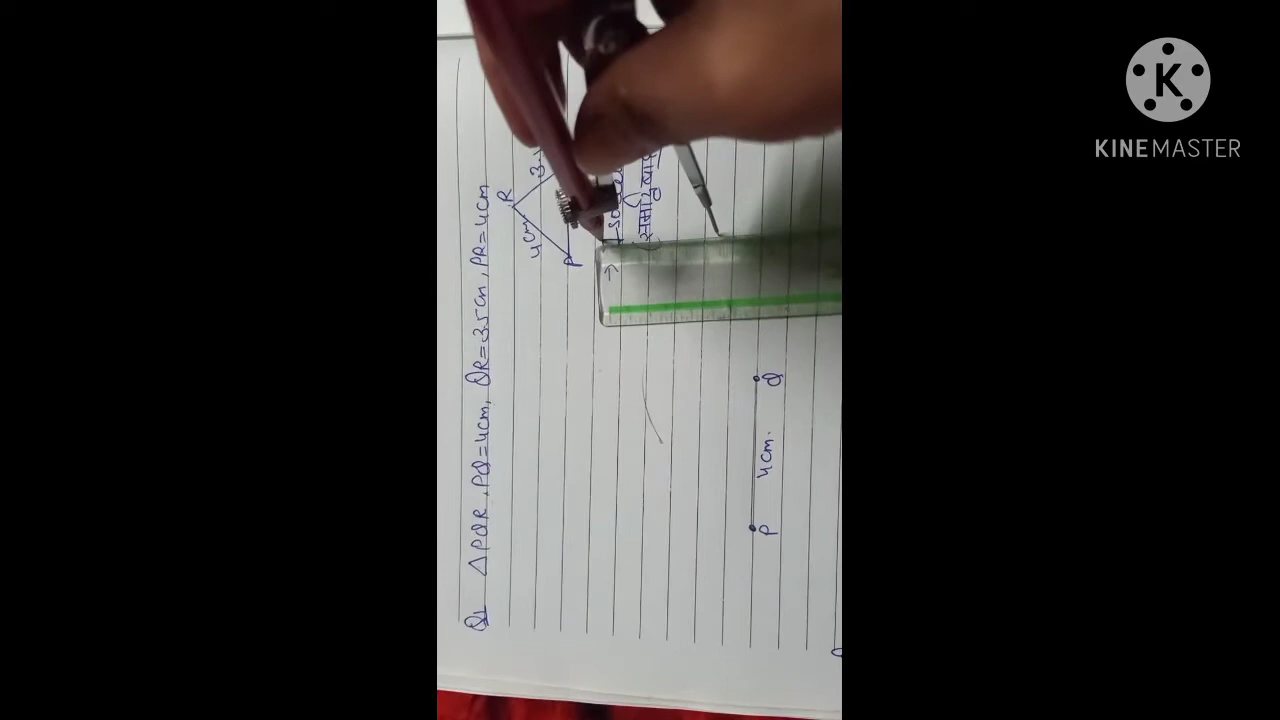 Q1 △PQR, PQ=4cm, QR=3.5cm, PR=4cm
R
4cm
P
P
4cm.
Q
KINEMASTER